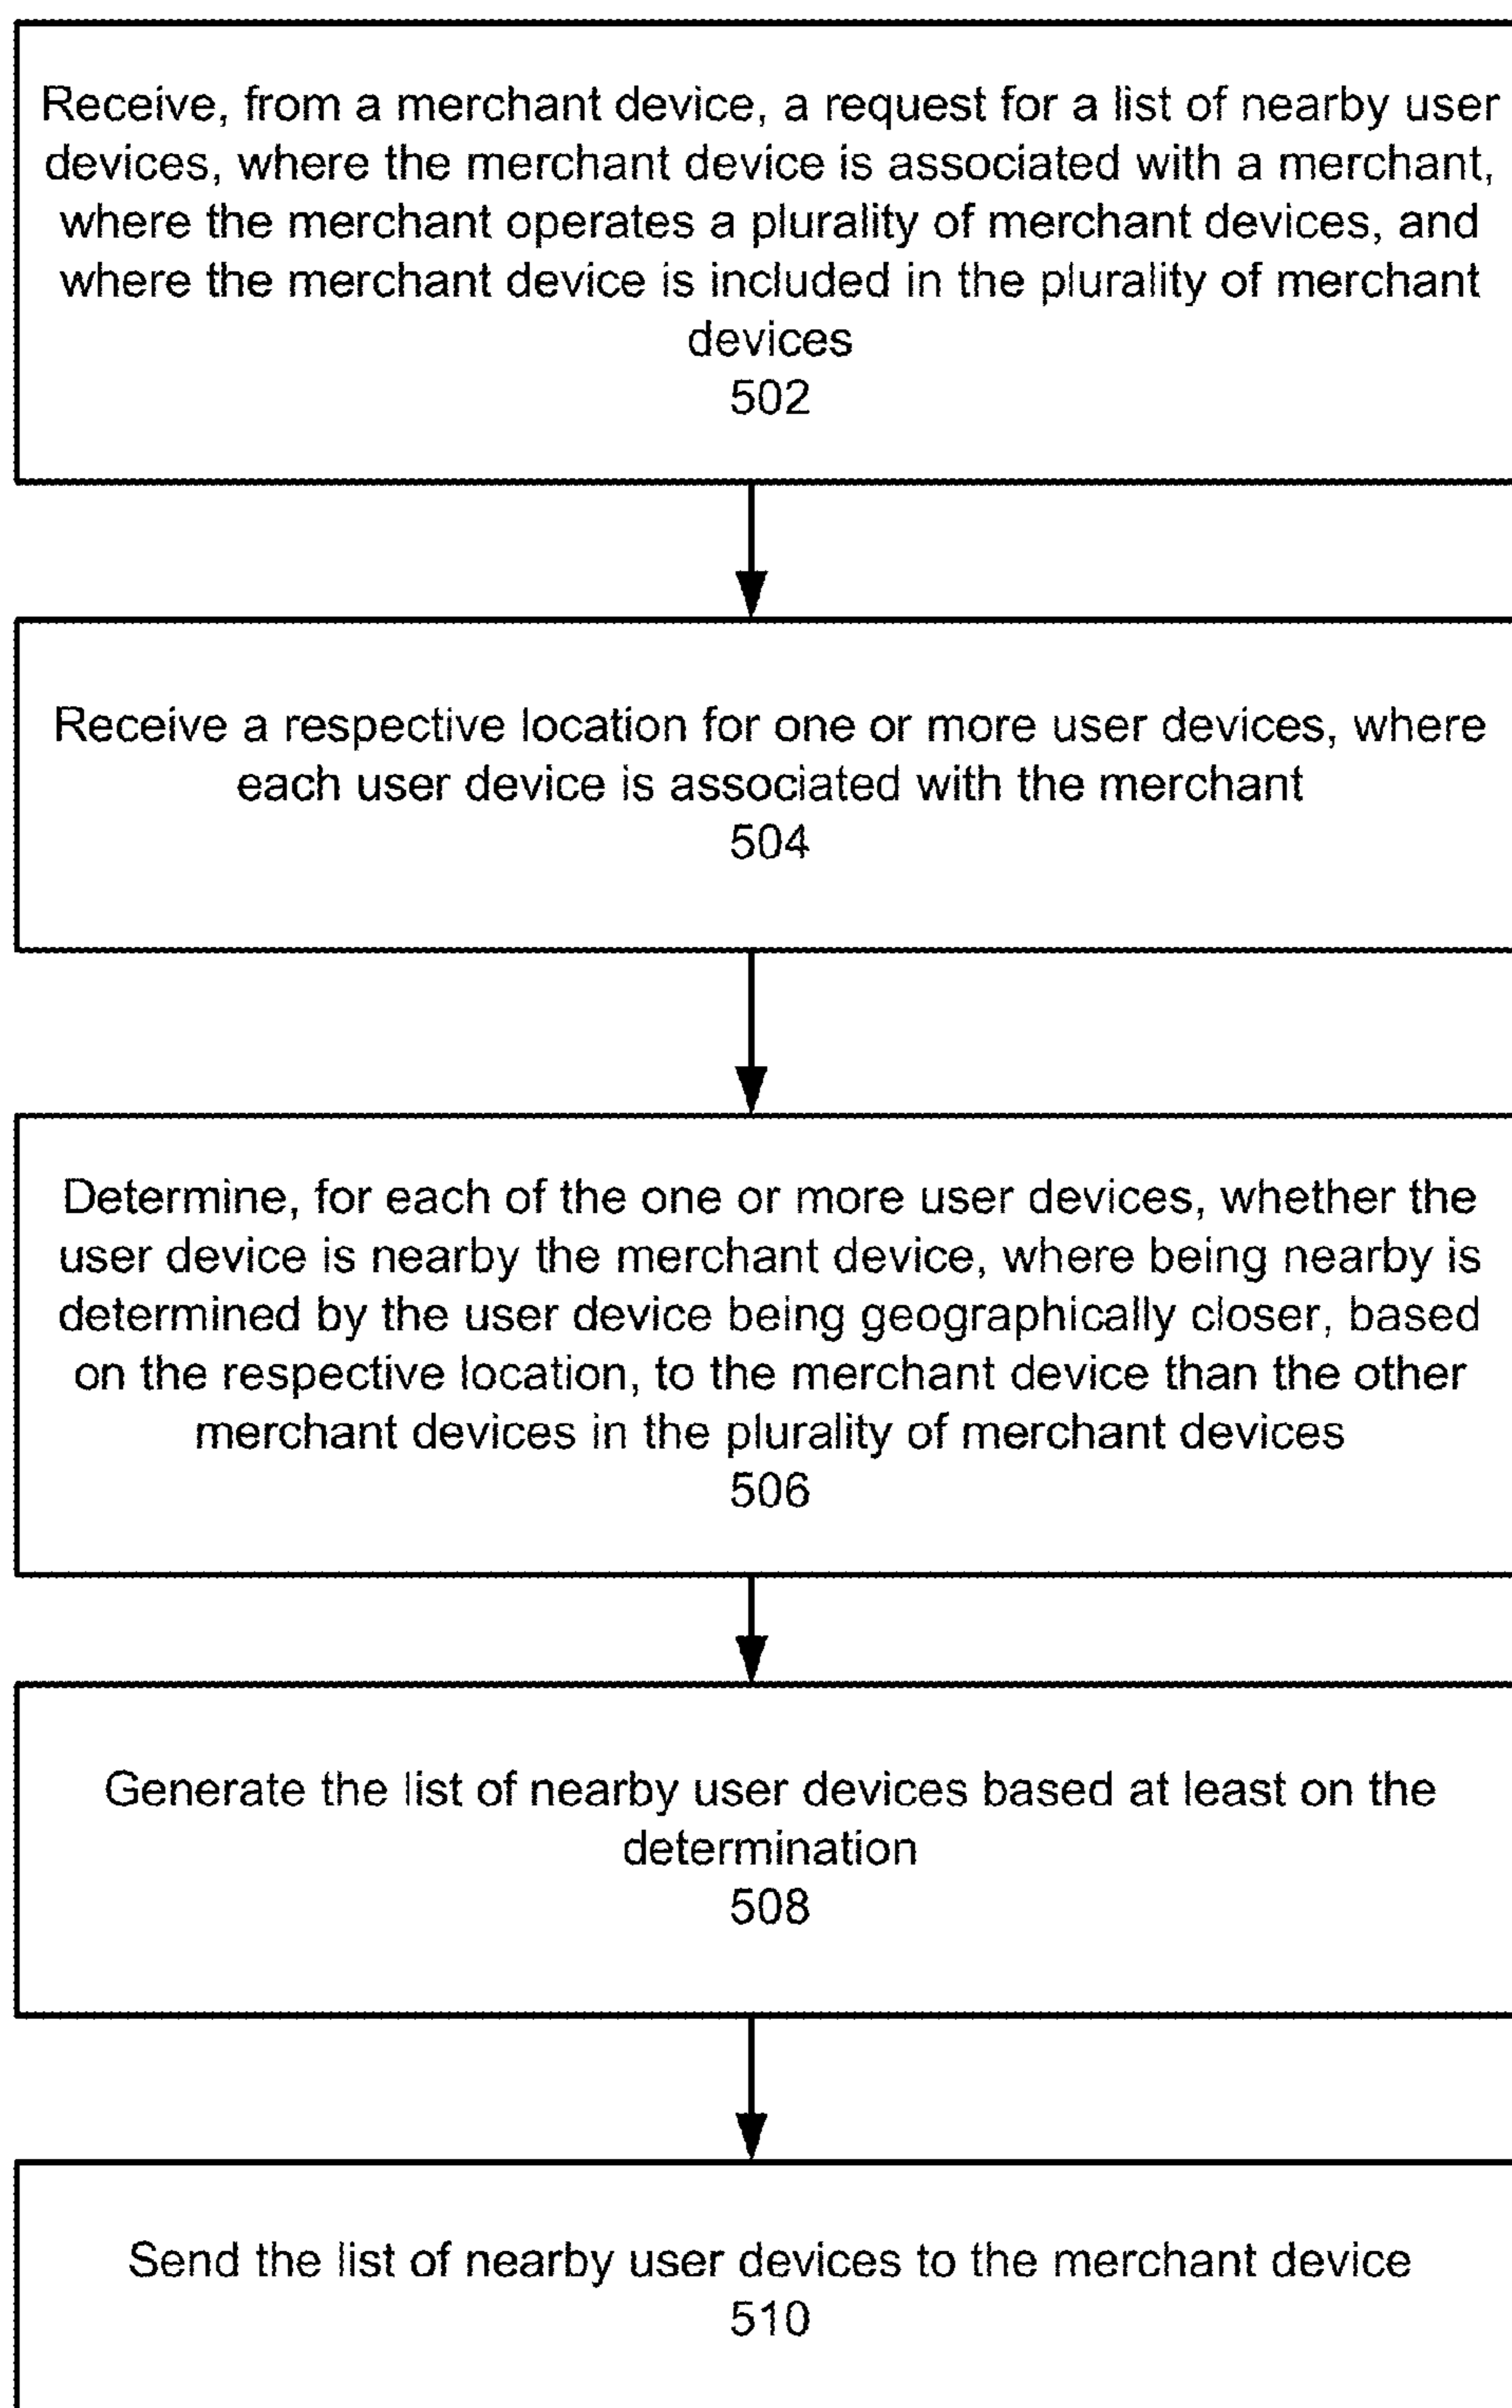 Receive, from a merchant device, a request for a list of nearby user
devices, where the merchant device is associated with a merchant,
where the merchant operates a plurality of merchant devices, and
where the merchant device is included in the plurality of merchant
devices
502
Receive a respective location for one or more user devices, where
each user device is associated with the merchant
504
Determine, for each of the one or more user devices, whether the
user device is nearby the merchant device, where being nearby is
determined by the user device being geographically closer, based
on the respective location, to the merchant device than the other
merchant devices in the plurality of merchant devices
506
Generate the list of nearby user devices based at least on the
determination
508
Send the list of nearby user devices to the merchant device
510